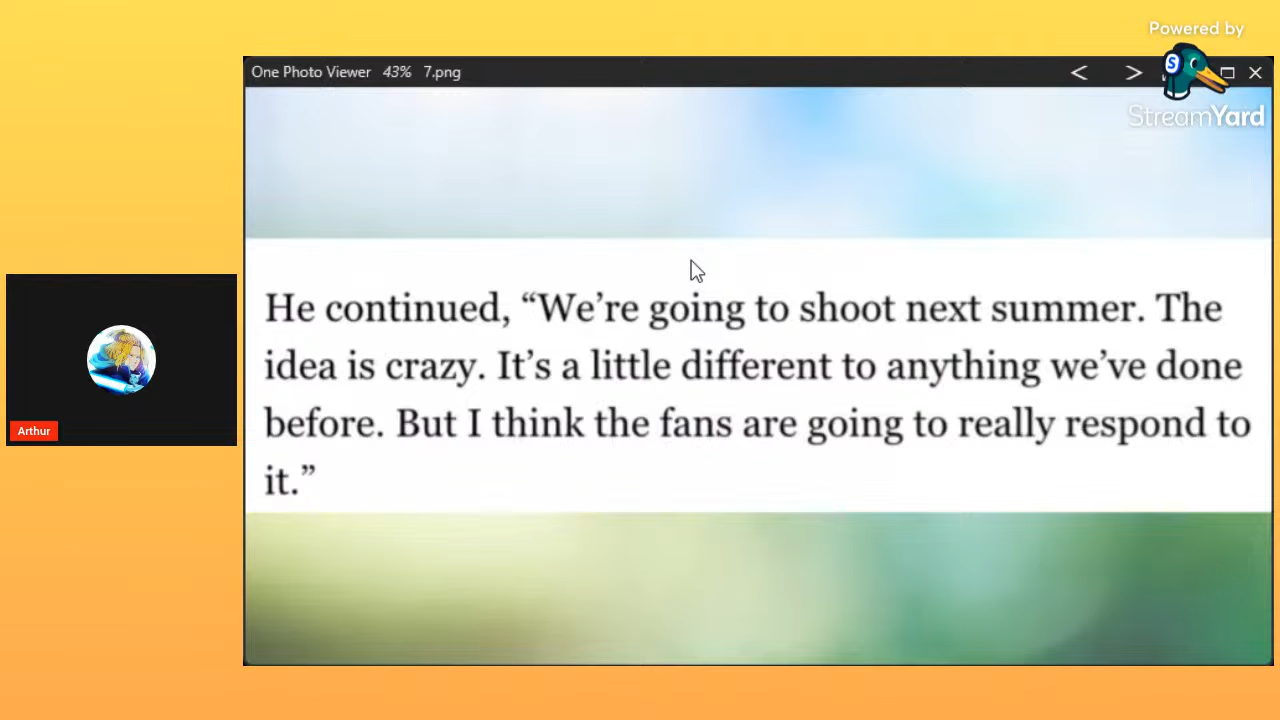 Powered by
StreamYard
One Photo Viewer 43% 7.png
He continued, “We’re going to shoot next summer. The
idea is crazy. It’s a little different to anything we’ve done
before. But I think the fans are going to really respond to
it.”
Arthur